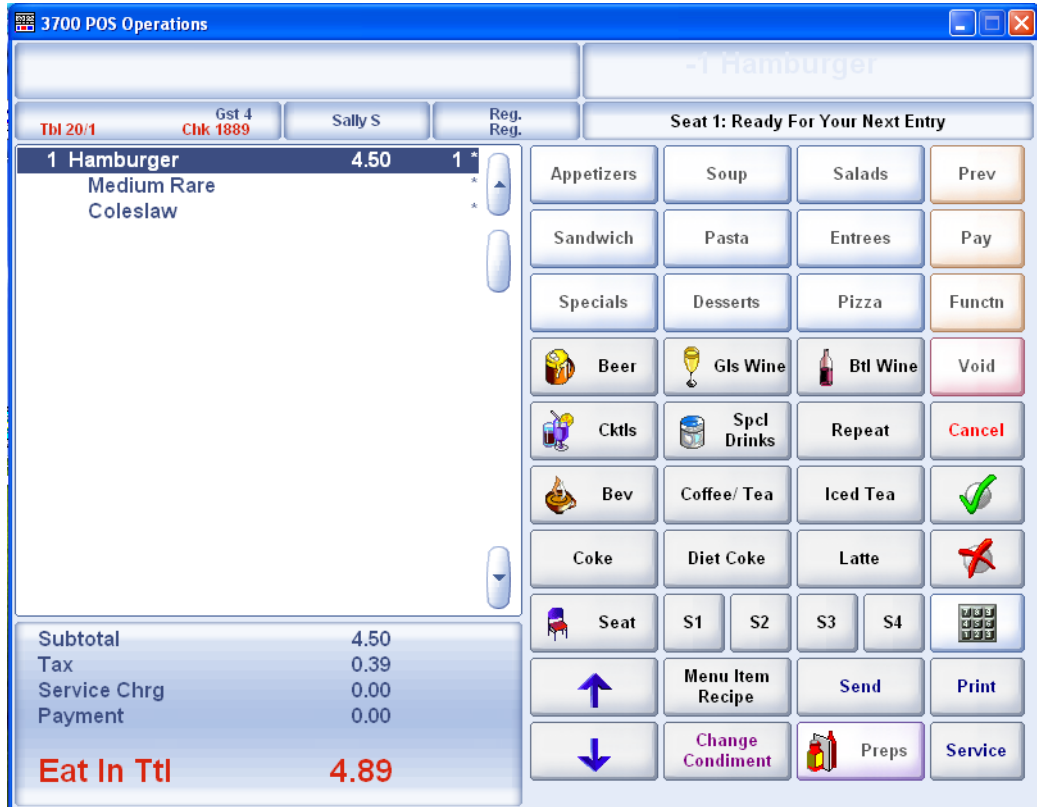 3700 POS Operations
-1 Hamburger
Gst 4
Tbl 20/1 Chk 1889
Sally S
Reg.
Reg.
Seat 1: Ready For Your Next Entry
1 Hamburger 4.50 1 *
Medium Rare *
Coleslaw *
Appetizers Soup Salads Prev
Sandwich Pasta Entrees Pay
Specials Desserts Pizza Functn
Beer Gls Wine Btl Wine Void
Cktls Spcl Drinks Repeat Cancel
Bev Coffee/ Tea Iced Tea
Coke Diet Coke Latte
Seat S1 S2 S3 S4
Menu Item
Recipe
Send Print
Change
Condiment
Preps Service
Subtotal 4.50
Tax 0.39
Service Chrg 0.00
Payment 0.00
Eat In Ttl 4.89